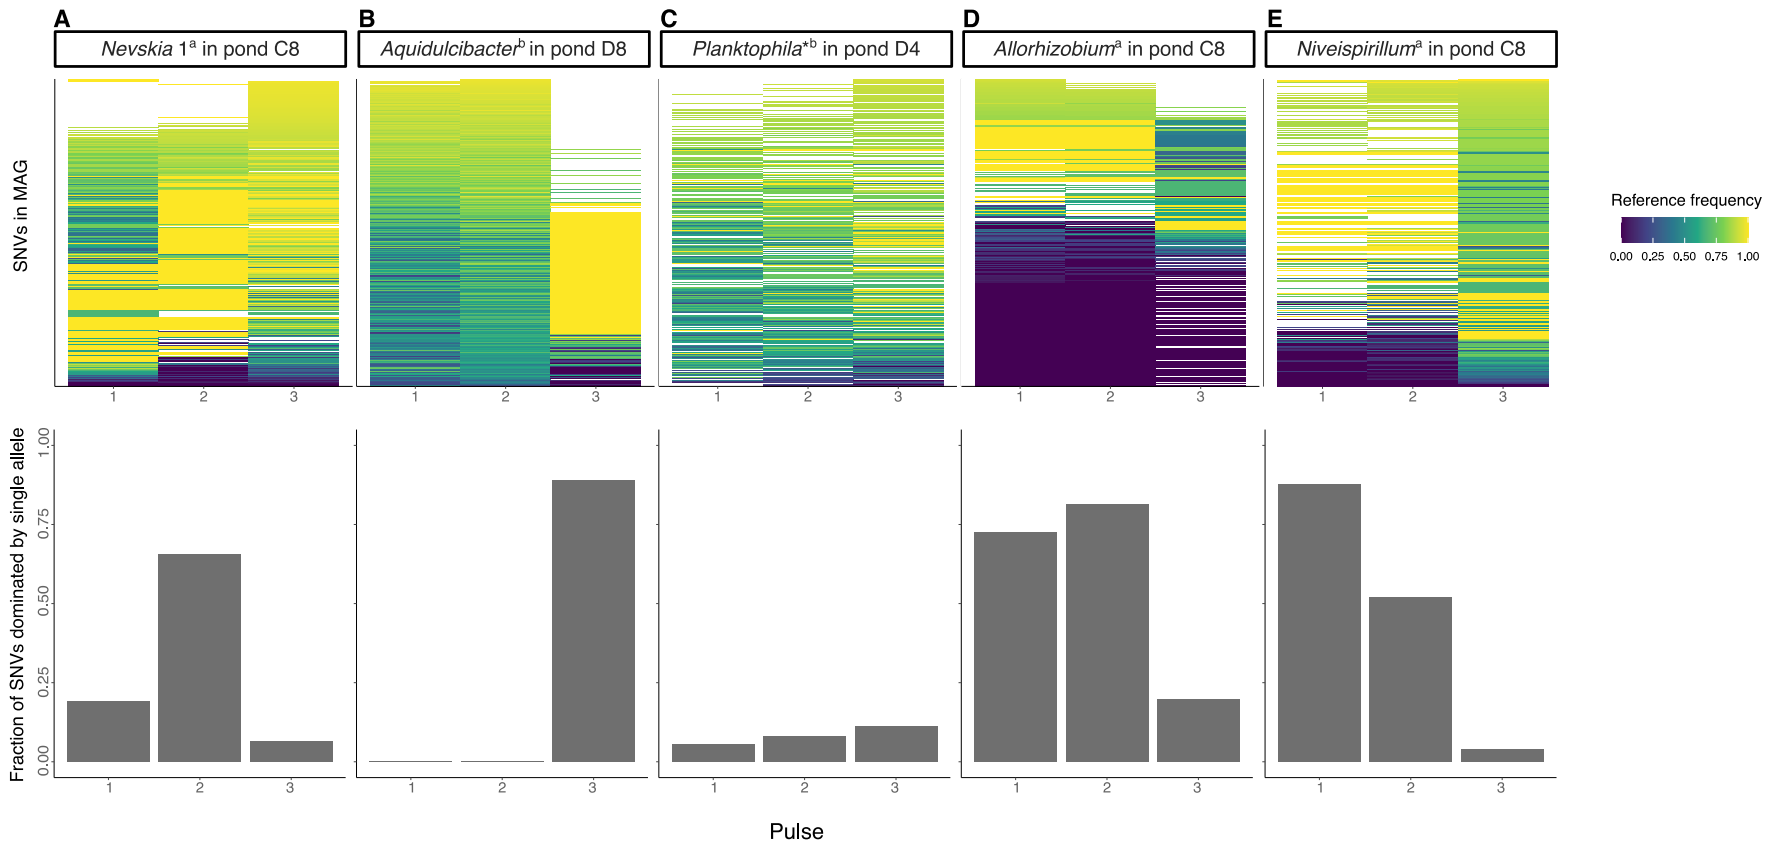 A
B
C
D
E
Nevskia 1ᵃ in pond C8
Aquidulcibacterᵇ in pond D8
Planktophila*ᵇ in pond D4
Allorhizobiumᵃ in pond C8
Niveispirillumᵃ in pond C8
SNVs in MAG
1 2 3
1 2 3
1 2 3
1 2 3
1 2 3
Reference frequency
0.00 0.25 0.50 0.75 1.00
Fraction of SNVs dominated by single allele
1.00
0.75
0.50
0.25
0.00
1 2 3
1 2 3
1 2 3
1 2 3
1 2 3
Pulse